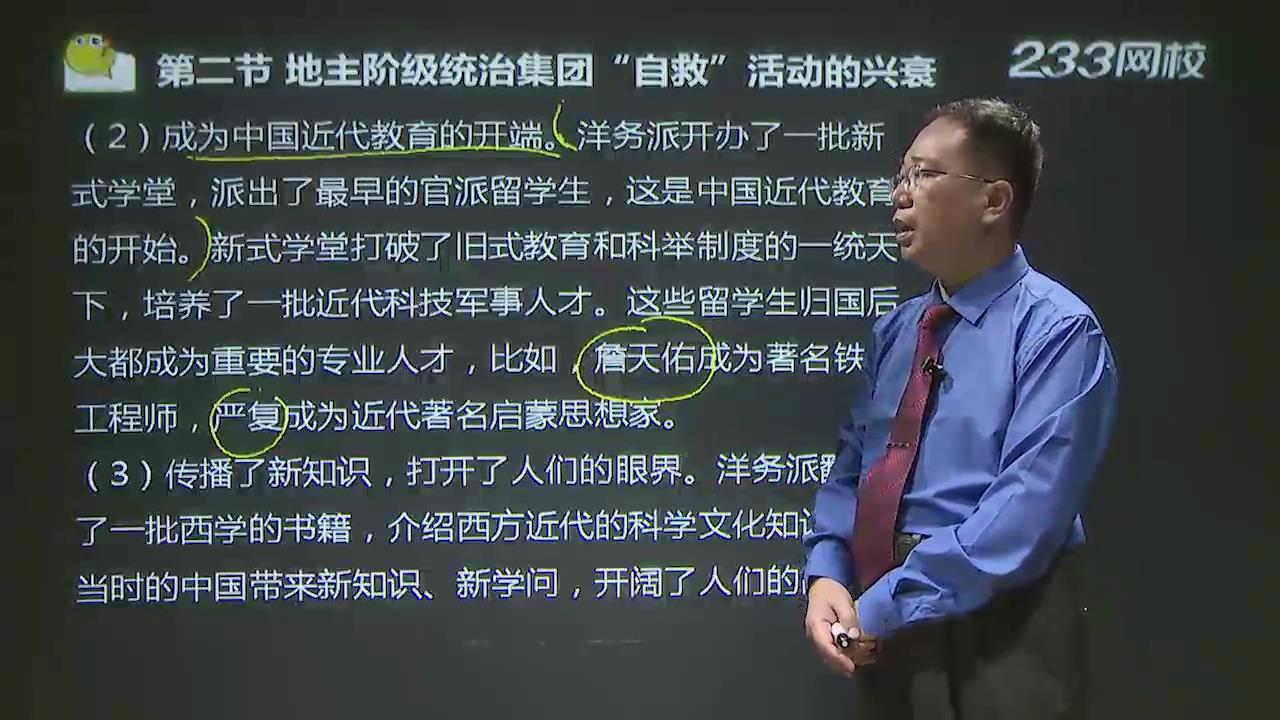 第二节 地主阶级统治集团“自救”活动的兴衰
233网校
（2）成为中国近代教育的开端。洋务派开办了一批新
式学堂，派出了最早的官派留学生，这是中国近代教育
的开始。新式学堂打破了旧式教育和科举制度的一统天
下，培养了一批近代科技军事人才。这些留学生归国后
大都成为重要的专业人才，比如，詹天佑成为著名铁
工程师，严复成为近代著名启蒙思想家。
（3）传播了新知识，打开了人们的眼界。洋务派
了一批西学的书籍，介绍西方近代的科学文化知
当时的中国带来新知识、新学问，开阔了人们的